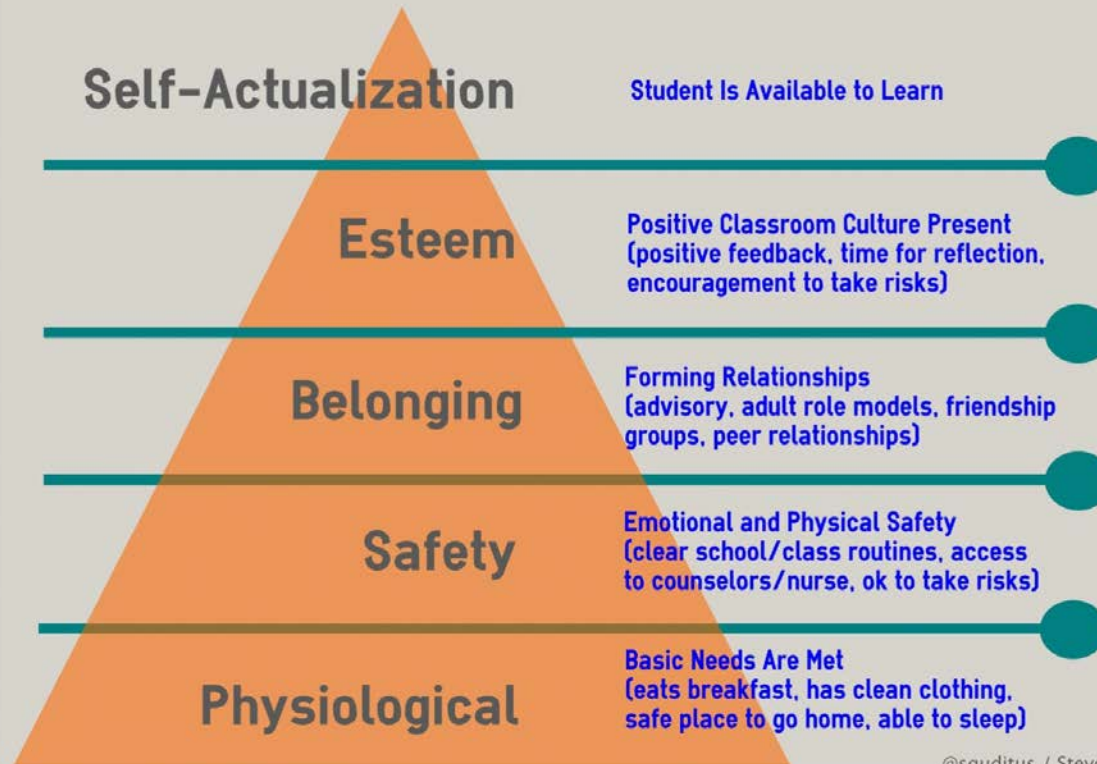 Self-Actualization
Student Is Available to Learn
Esteem
Positive Classroom Culture Present
(positive feedback, time for reflection,
encouragement to take risks)
Belonging
Forming Relationships
(advisory, adult role models, friendship
groups, peer relationships)
Safety
Emotional and Physical Safety
(clear school/class routines, access
to counselors/nurse, ok to take risks)
Physiological
Basic Needs Are Met
(eats breakfast, has clean clothing,
safe place to go home, able to sleep)